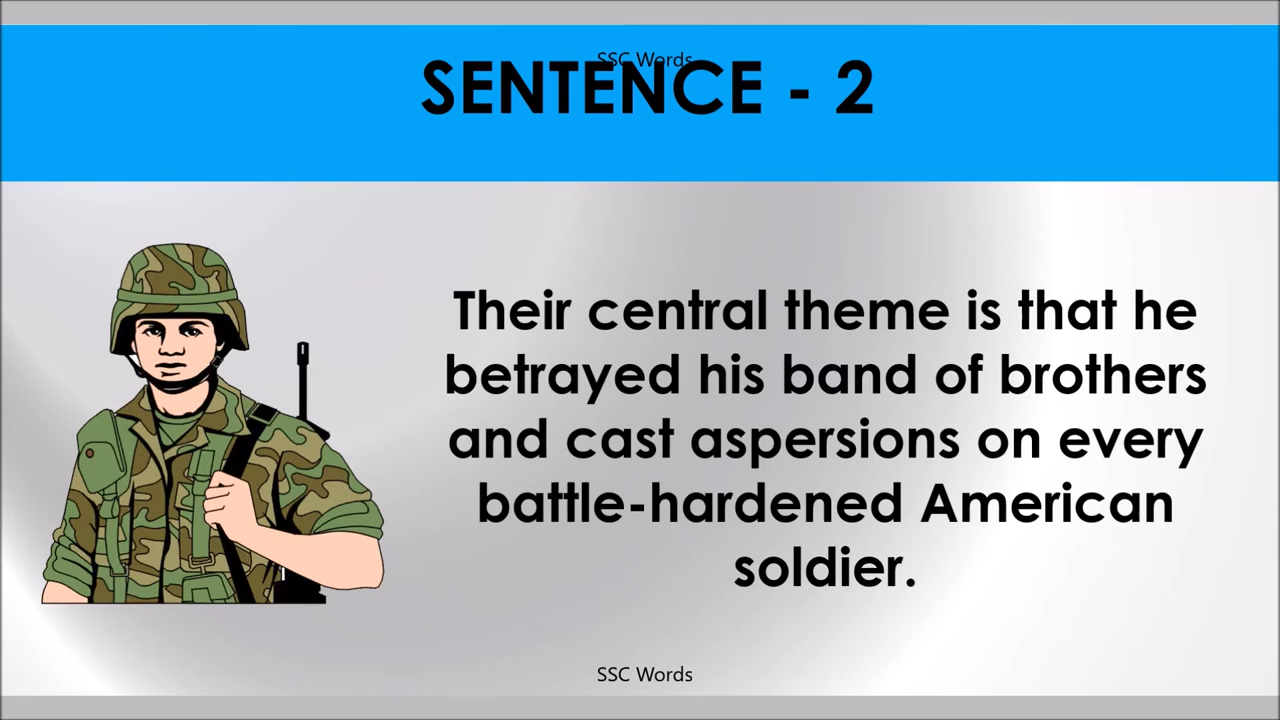 SSC Words
SENTENCE - 2
Their central theme is that he
betrayed his band of brothers
and cast aspersions on every
battle-hardened American
soldier.
SSC Words